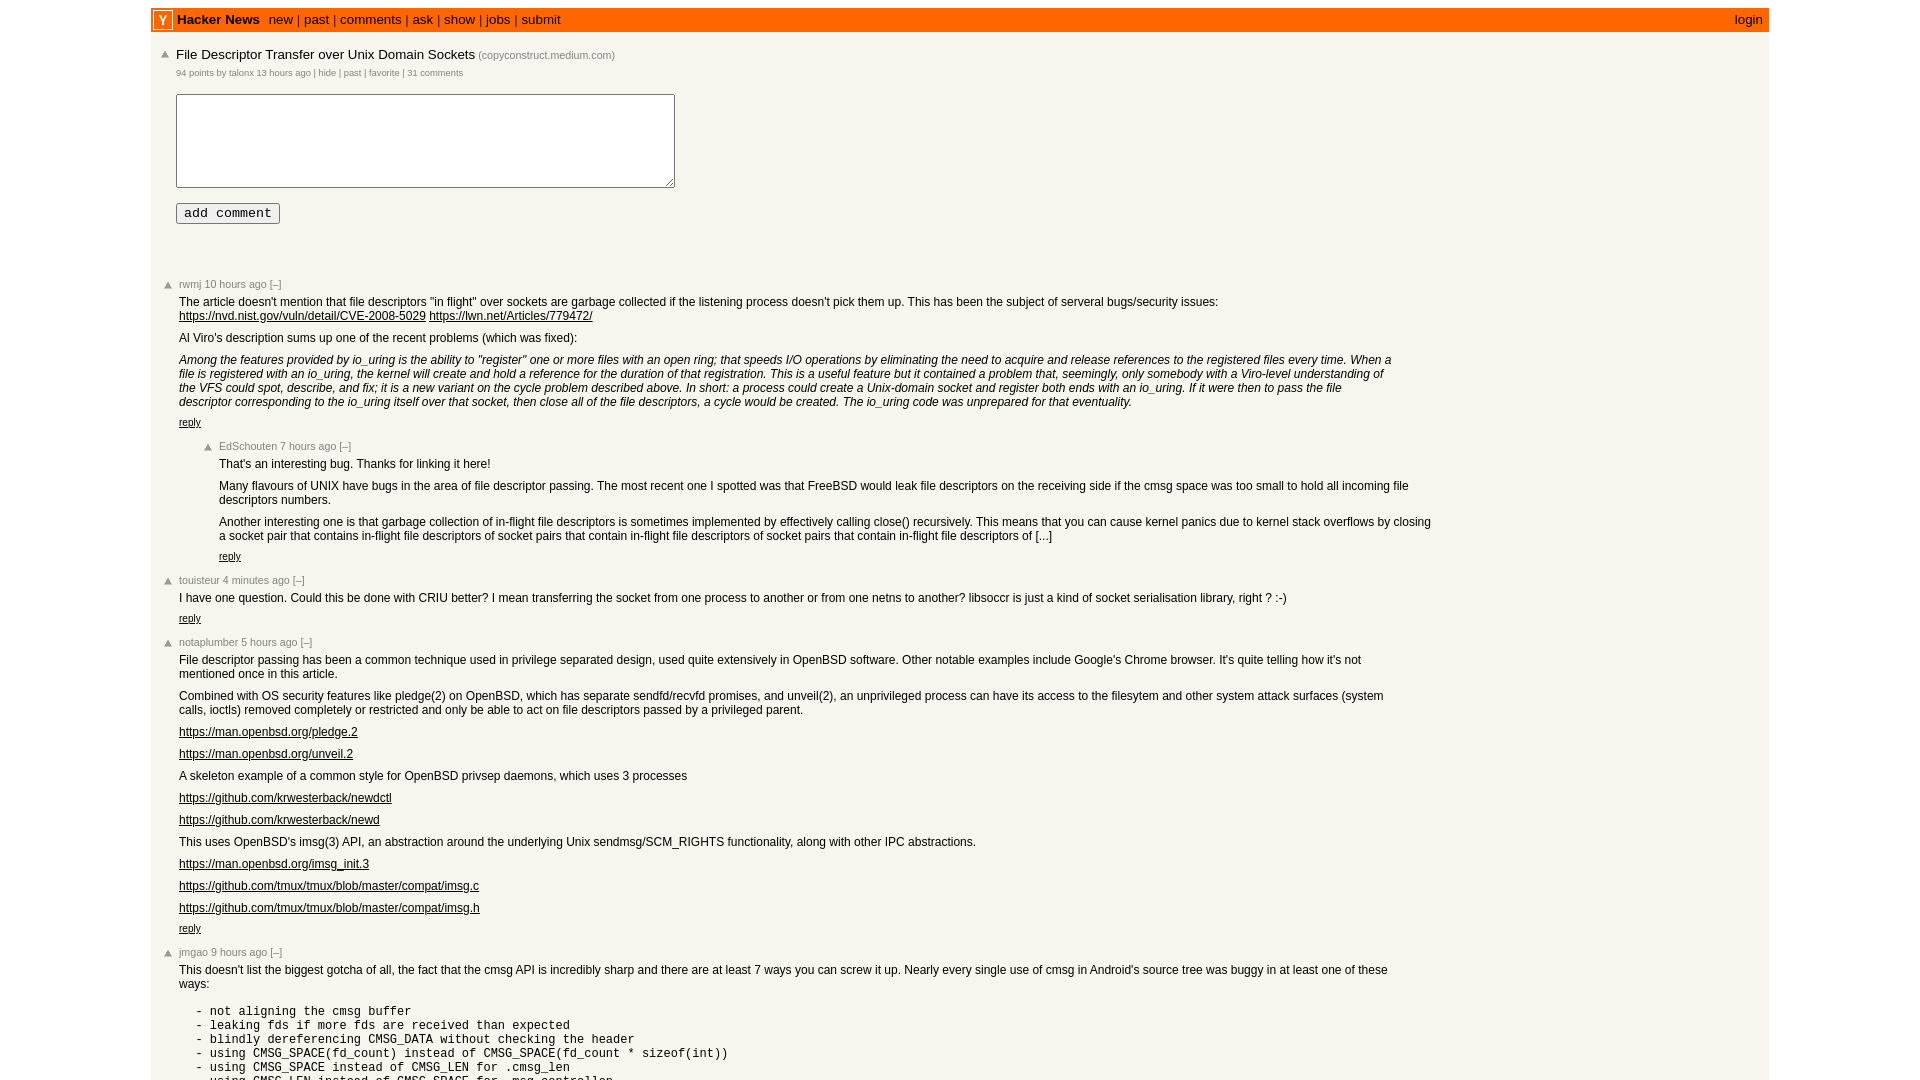 Y Hacker News new | past | comments | ask | show | jobs | submit login
File Descriptor Transfer over Unix Domain Sockets (copyconstruct.medium.com)
94 points by talonx 13 hours ago | hide | past | favorite | 31 comments
add comment
rwmj 10 hours ago [–]
The article doesn't mention that file descriptors "in flight" over sockets are garbage collected if the listening process doesn't pick them up. This has been the subject of serveral bugs/security issues:
https://nvd.nist.gov/vuln/detail/CVE-2008-5029 https://lwn.net/Articles/779472/
Al Viro's description sums up one of the recent problems (which was fixed):
Among the features provided by io_uring is the ability to "register" one or more files with an open ring; that speeds I/O operations by eliminating the need to acquire and release references to the registered files every time. When a
file is registered with an io_uring, the kernel will create and hold a reference for the duration of that registration. This is a useful feature but it contained a problem that, seemingly, only somebody with a Viro-level understanding of
the VFS could spot, describe, and fix; it is a new variant on the cycle problem described above. In short: a process could create a Unix-domain socket and register both ends with an io_uring. If it were then to pass the file
descriptor corresponding to the io_uring itself over that socket, then close all of the file descriptors, a cycle would be created. The io_uring code was unprepared for that eventuality.
reply
EdSchouten 7 hours ago [–]
That's an interesting bug. Thanks for linking it here!
Many flavours of UNIX have bugs in the area of file descriptor passing. The most recent one I spotted was that FreeBSD would leak file descriptors on the receiving side if the cmsg space was too small to hold all incoming file
descriptors numbers.
Another interesting one is that garbage collection of in-flight file descriptors is sometimes implemented by effectively calling close() recursively. This means that you can cause kernel panics due to kernel stack overflows by closing
a socket pair that contains in-flight file descriptors of socket pairs that contain in-flight file descriptors of socket pairs that contain in-flight file descriptors of [...]
reply
touisteur 4 minutes ago [–]
I have one question. Could this be done with CRIU better? I mean transferring the socket from one process to another or from one netns to another? libsoccr is just a kind of socket serialisation library, right ? :-)
reply
notaplumber 5 hours ago [–]
File descriptor passing has been a common technique used in privilege separated design, used quite extensively in OpenBSD software. Other notable examples include Google's Chrome browser. It's quite telling how it's not
mentioned once in this article.
Combined with OS security features like pledge(2) on OpenBSD, which has separate sendfd/recvfd promises, and unveil(2), an unprivileged process can have its access to the filesytem and other system attack surfaces (system
calls, ioctls) removed completely or restricted and only be able to act on file descriptors passed by a privileged parent.
https://man.openbsd.org/pledge.2
https://man.openbsd.org/unveil.2
A skeleton example of a common style for OpenBSD privsep daemons, which uses 3 processes
https://github.com/krwesterback/newdctl
https://github.com/krwesterback/newd
This uses OpenBSD's imsg(3) API, an abstraction around the underlying Unix sendmsg/SCM_RIGHTS functionality, along with other IPC abstractions.
https://man.openbsd.org/imsg_init.3
https://github.com/tmux/tmux/blob/master/compat/imsg.c
https://github.com/tmux/tmux/blob/master/compat/imsg.h
reply
jmgao 9 hours ago [–]
This doesn't list the biggest gotcha of all, the fact that the cmsg API is incredibly sharp and there are at least 7 ways you can screw it up. Nearly every single use of cmsg in Android's source tree was buggy in at least one of these
ways:
- not aligning the cmsg buffer
- leaking fds if more fds are received than expected
- blindly dereferencing CMSG_DATA without checking the header
- using CMSG_SPACE(fd_count) instead of CMSG_SPACE(fd_count * sizeof(int))
- using CMSG_SPACE instead of CMSG_LEN for .cmsg_len
- using CMSG_LEN instead of CMSG_SPACE for .msg_controllen